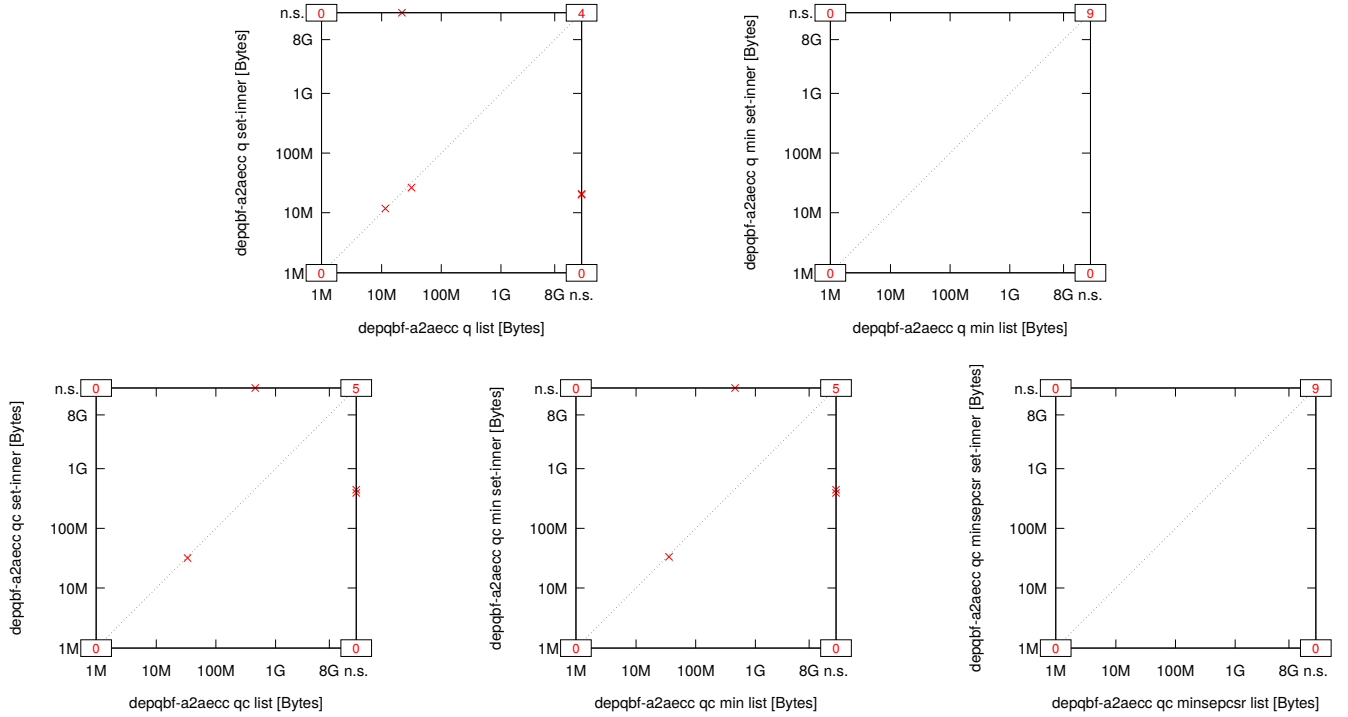 n.s.
0
4
8G
1G
100M
10M
1M
0
0
1M
10M
100M
1G
8G n.s.
depqbf-a2aecc q set-inner [Bytes]
depqbf-a2aecc q list [Bytes]
n.s.
0
9
8G
1G
100M
10M
1M
0
0
1M
10M
100M
1G
8G n.s.
depqbf-a2aecc q min set-inner [Bytes]
depqbf-a2aecc q min list [Bytes]
n.s.
0
5
8G
1G
100M
10M
1M
0
0
1M
10M
100M
1G
8G n.s.
depqbf-a2aecc qc set-inner [Bytes]
depqbf-a2aecc qc list [Bytes]
n.s.
0
5
8G
1G
100M
10M
1M
0
0
1M
10M
100M
1G
8G n.s.
depqbf-a2aecc qc min set-inner [Bytes]
depqbf-a2aecc qc min list [Bytes]
n.s.
0
9
8G
1G
100M
10M
1M
0
0
1M
10M
100M
1G
8G n.s.
depqbf-a2aecc qc minsepcsr set-inner [Bytes]
depqbf-a2aecc qc minsepcsr list [Bytes]